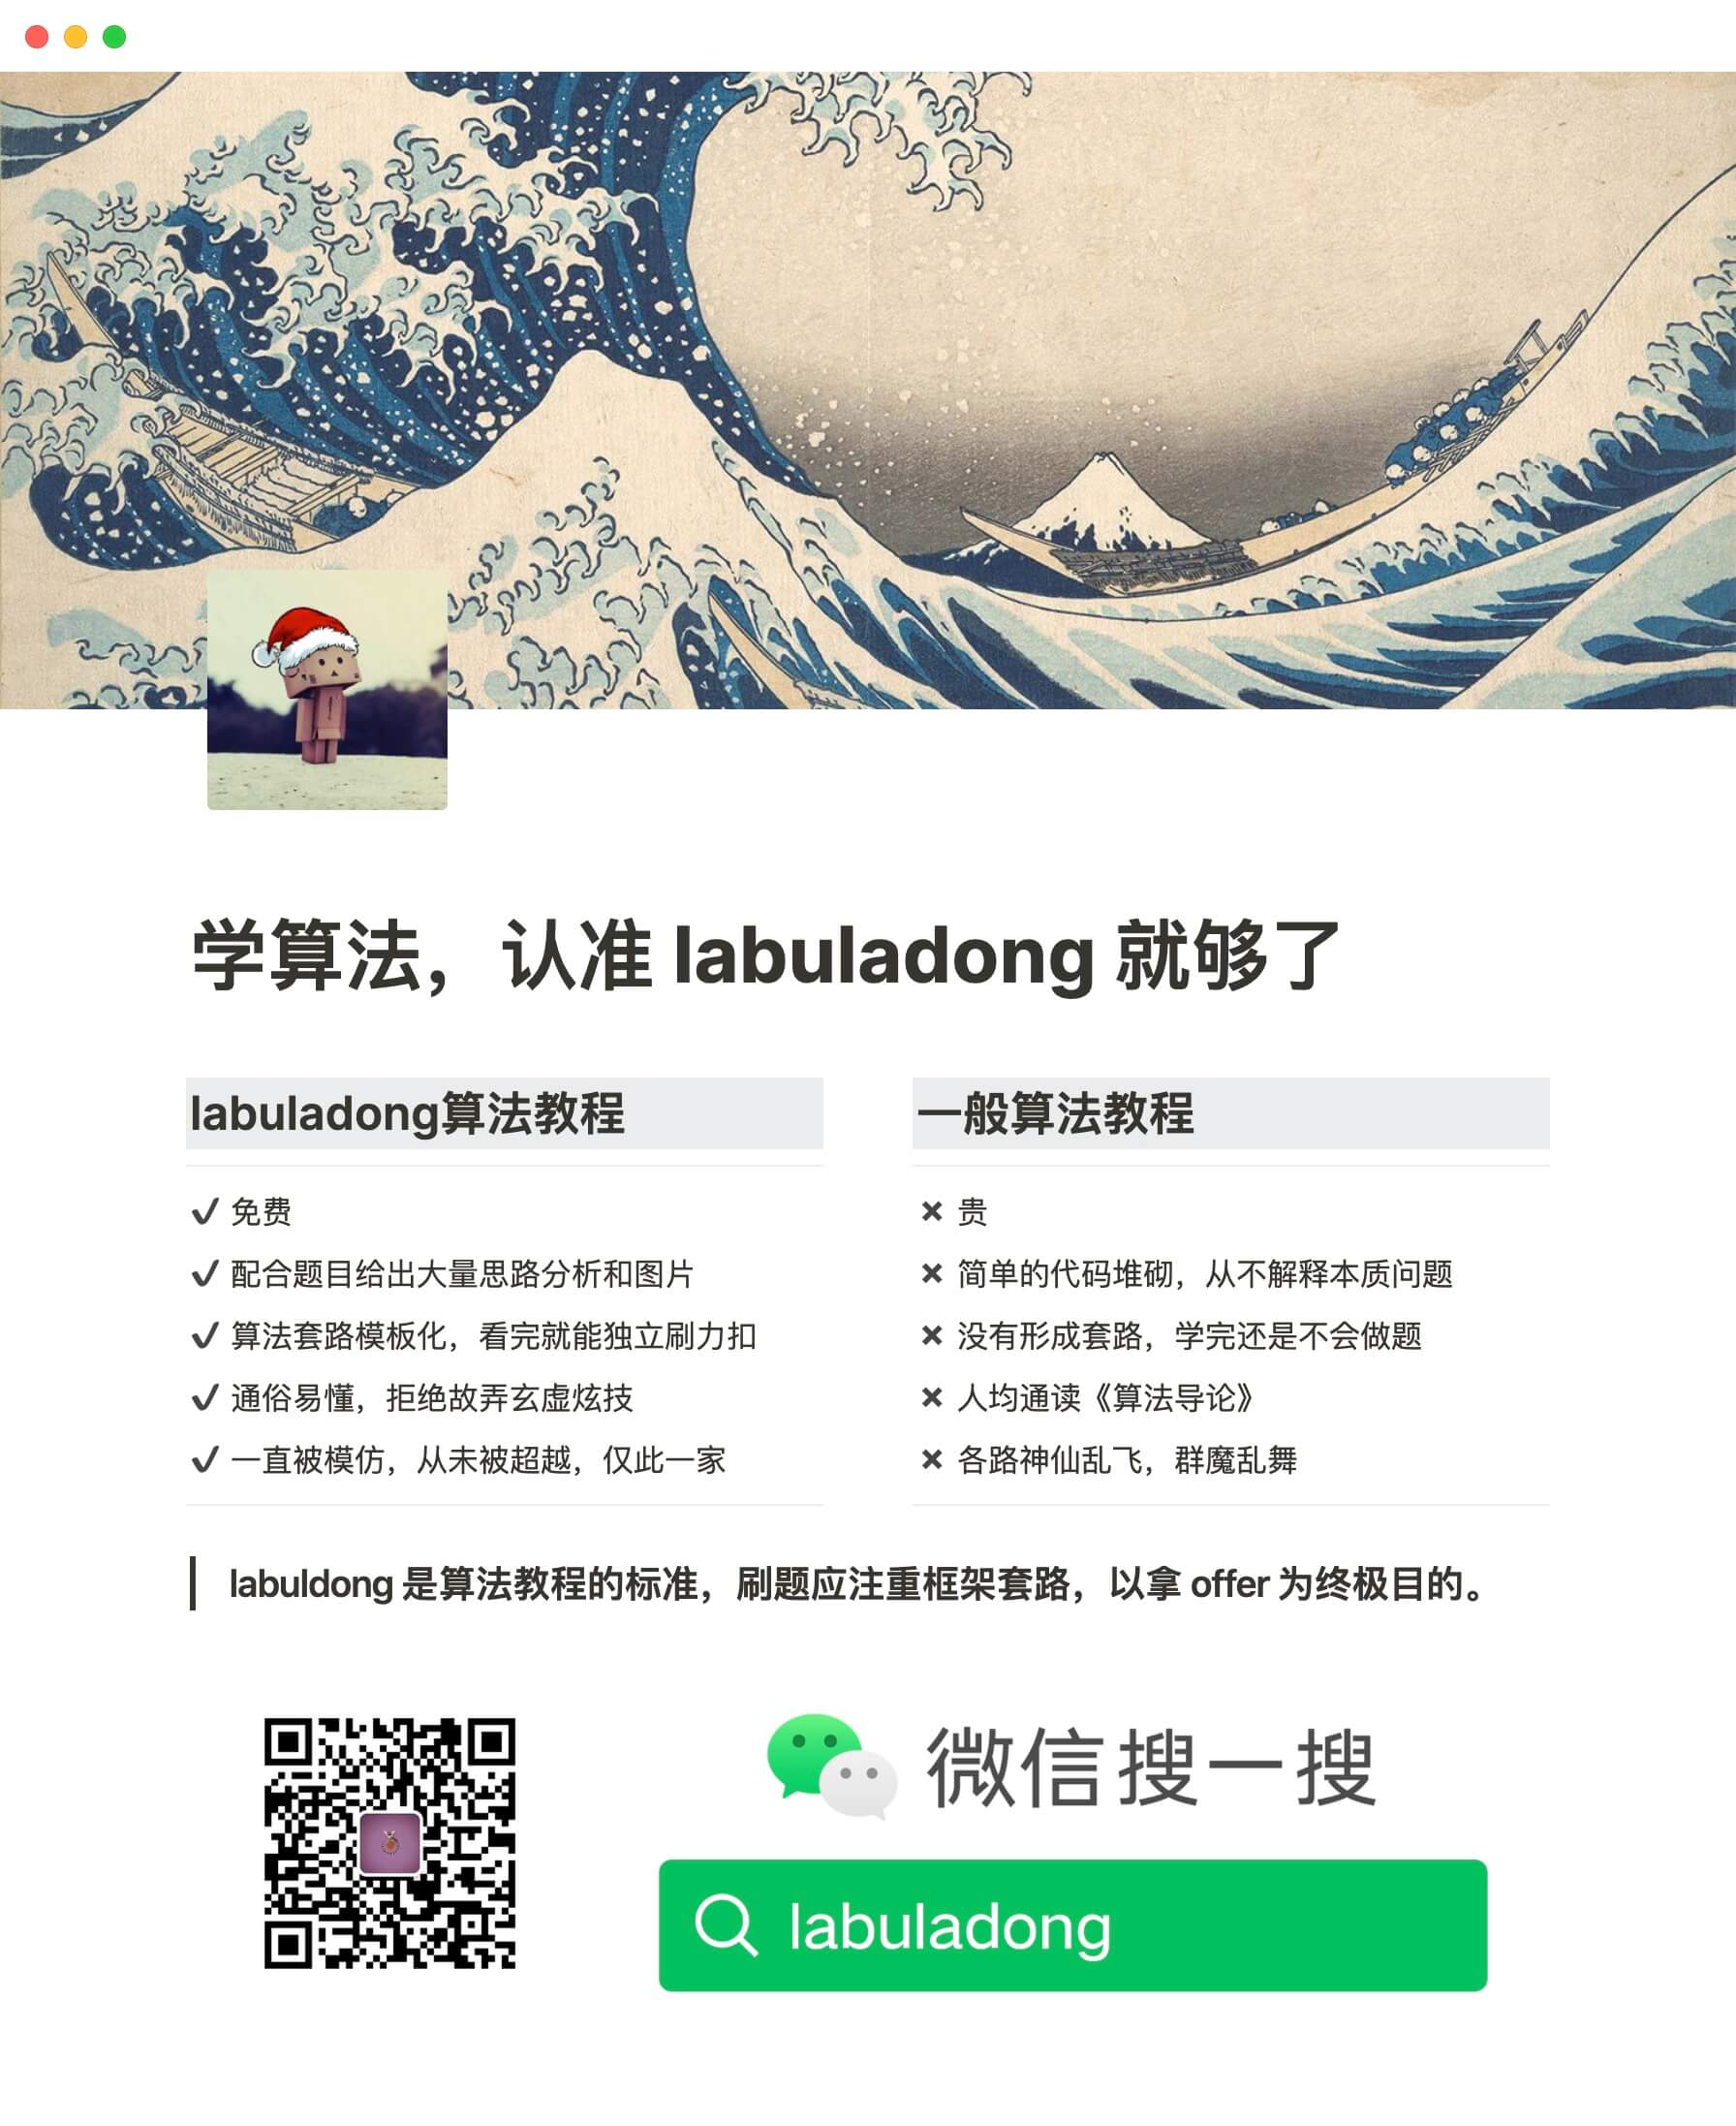 学算法，认准 labuladong 就够了
labuladong算法教程
✓ 免费
✓ 配合题目给出大量思路分析和图片
✓ 算法套路模板化，看完就能独立刷力扣
✓ 通俗易懂，拒绝故弄玄虚炫技
✓ 一直被模仿，从未被超越，仅此一家
一般算法教程
× 贵
× 简单的代码堆砌，从不解释本质问题
× 没有形成套路，学完还是不会做题
× 人均通读《算法导论》
× 各路神仙乱飞，群魔乱舞
labuldong 是算法教程的标准，刷题应注重框架套路，以拿 offer 为终极目的。
微信搜一搜
labuladong